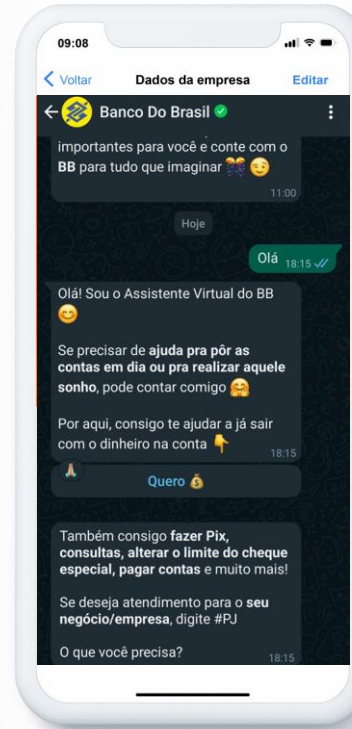 09:08
Voltar Dados da empresa Editar
Banco Do Brasil
importantes para você e conte com o
BB para tudo que imaginar
11:00
Hoje
Olá 18:15
Olá! Sou o Assistente Virtual do BB
Se precisar de ajuda pra pôr as
contas em dia ou pra realizar aquele
sonho, pode contar comigo
Por aqui, consigo te ajudar a já sair
com o dinheiro na conta
18:15
Quero
Também consigo fazer Pix,
consultas, alterar o limite do cheque
especial, pagar contas e muito mais!
Se deseja atendimento para o seu
negócio/empresa, digite #PJ
O que você precisa?
18:15